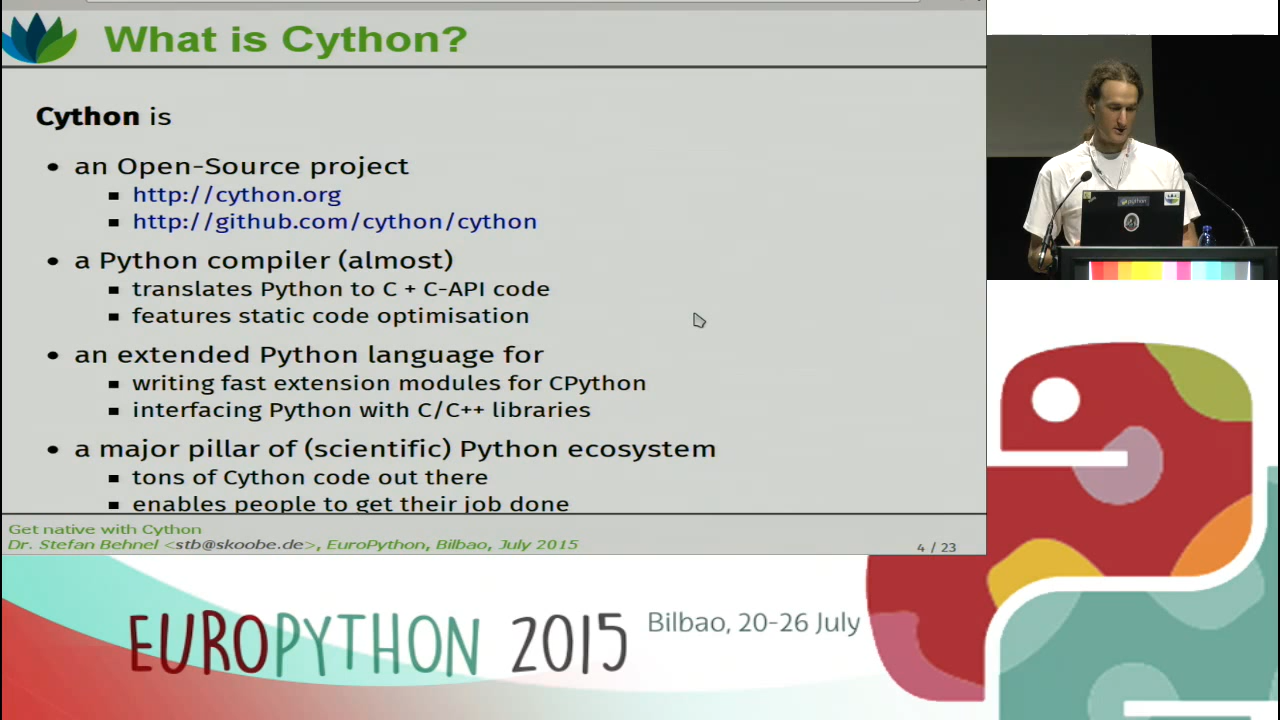 What is Cython?
Cython is
• an Open-Source project
▪ http://cython.org
▪ http://github.com/cython/cython
• a Python compiler (almost)
▪ translates Python to C + C-API code
▪ features static code optimisation
• an extended Python language for
▪ writing fast extension modules for CPython
▪ interfacing Python with C/C++ libraries
• a major pillar of (scientific) Python ecosystem
▪ tons of Cython code out there
▪ enables people to get their job done
Get native with Cython
Dr. Stefan Behnel <stb@skoobe.de>, EuroPython, Bilbao, July 2015
4 / 23
python
EUROPYTHON 2015
Bilbao, 20-26 July